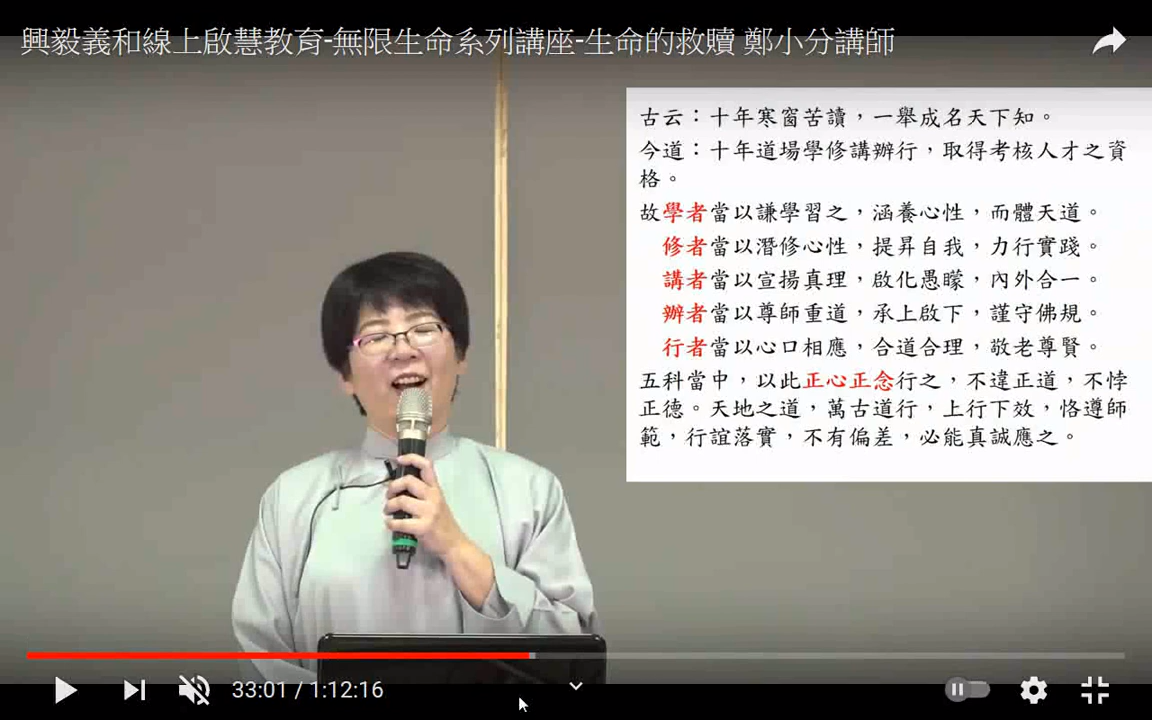 興毅義和線上啟慧教育-無限生命系列講座-生命的救贖 鄭小分講師
古云：十年寒窗苦讀，一舉成名天下知。
今道：十年道場學修講辦行，取得考核人才之資
格。
故學者當以謙學習之，涵養心性，而體天道。
修者當以潛修心性，提昇自我，力行實踐。
講者當以宣揚真理，啟化愚矇，內外合一。
辦者當以尊師重道，承上啟下，謹守佛規。
行者當以心口相應，合道合理，敬老尊賢。
五科當中，以此正心正念行之，不違正道，不悖
正德。天地之道，萬古道行，上行下效，恪遵師
範，行誼落實，不有偏差，必能真誠應之。
33:01 / 1:12:16